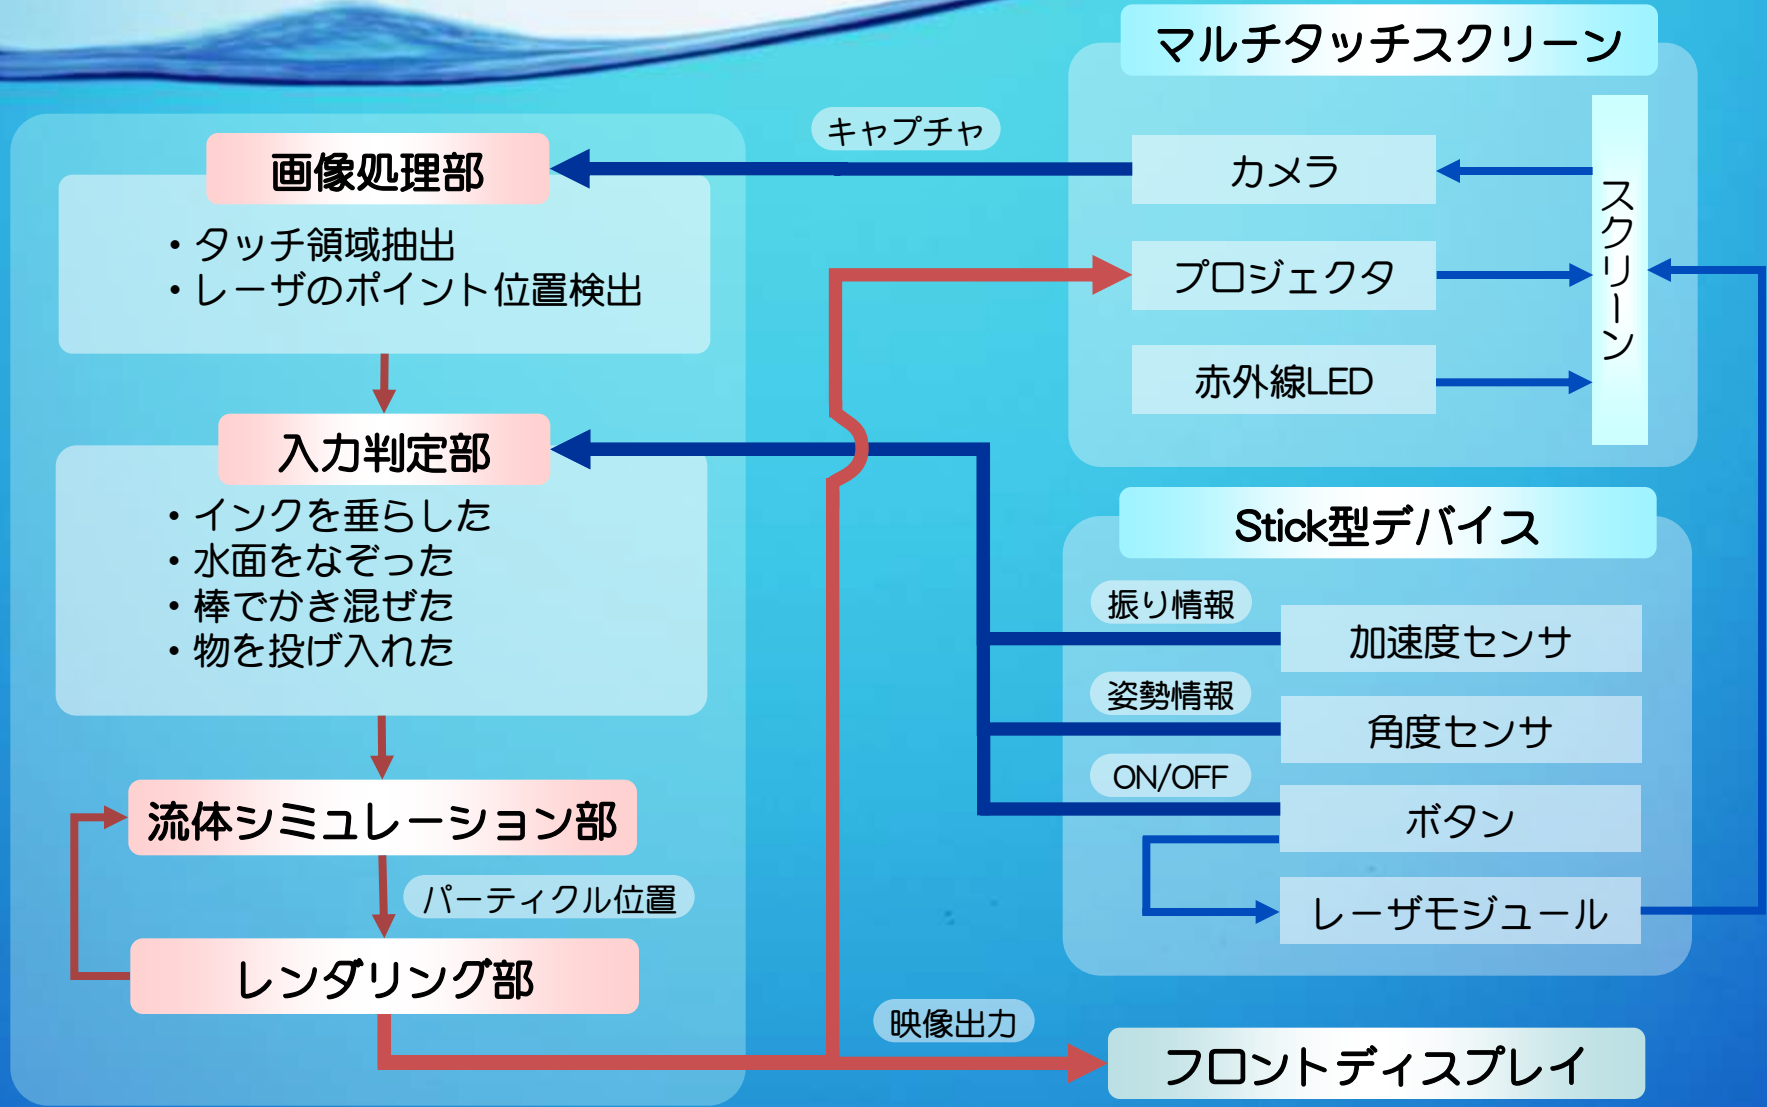 マルチタッチスクリーン
キャプチャ
画像処理部
カメラ
・タッチ領域抽出
・レーザのポイント位置検出
プロジェクタ
スクリーン
赤外線LED
入力判定部
・インクを垂らした
・水面をなぞった
・棒でかき混ぜた
・物を投げ入れた
Stick型デバイス
振り情報
加速度センサ
姿勢情報
角度センサ
ON/OFF
ボタン
レーザモジュール
流体シミュレーション部
パーティクル位置
レンダリング部
映像出力
フロントディスプレイ